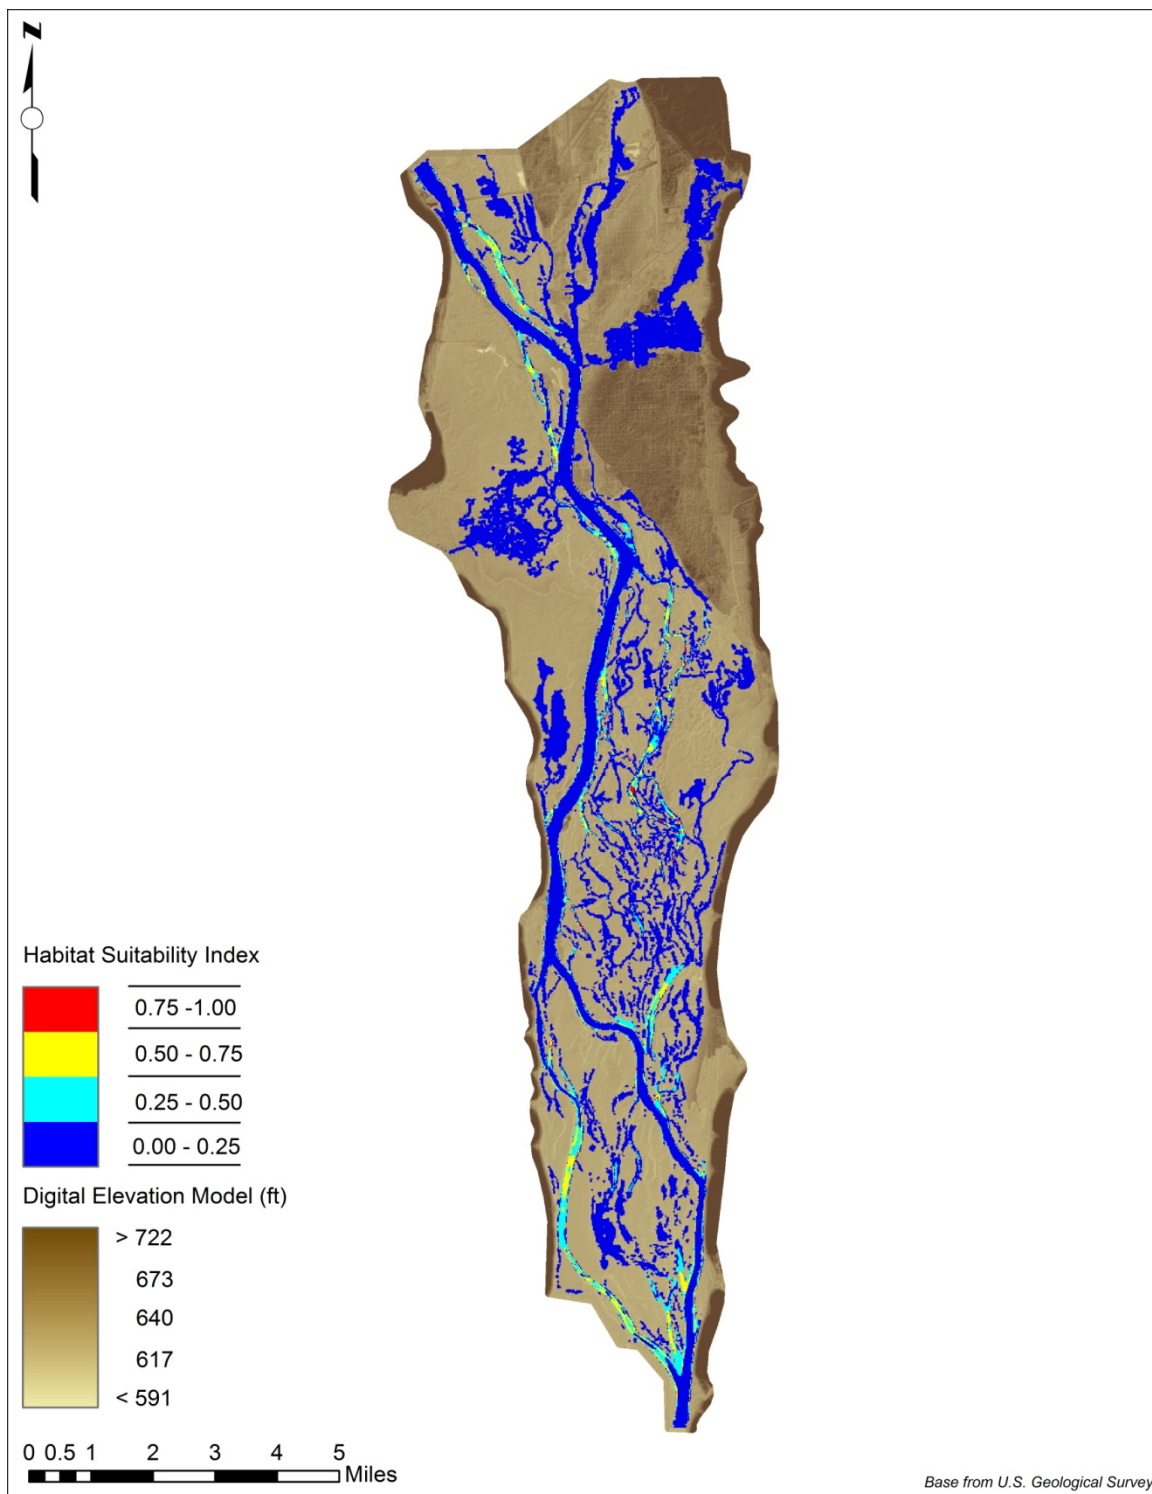 N
Habitat Suitability Index
0.75 -1.00
0.50 - 0.75
0.25 - 0.50
0.00 - 0.25
Digital Elevation Model (ft)
> 722
673
640
617
< 591
0 0.5 1 2 3 4 5
Miles
Base from U.S. Geological Survey